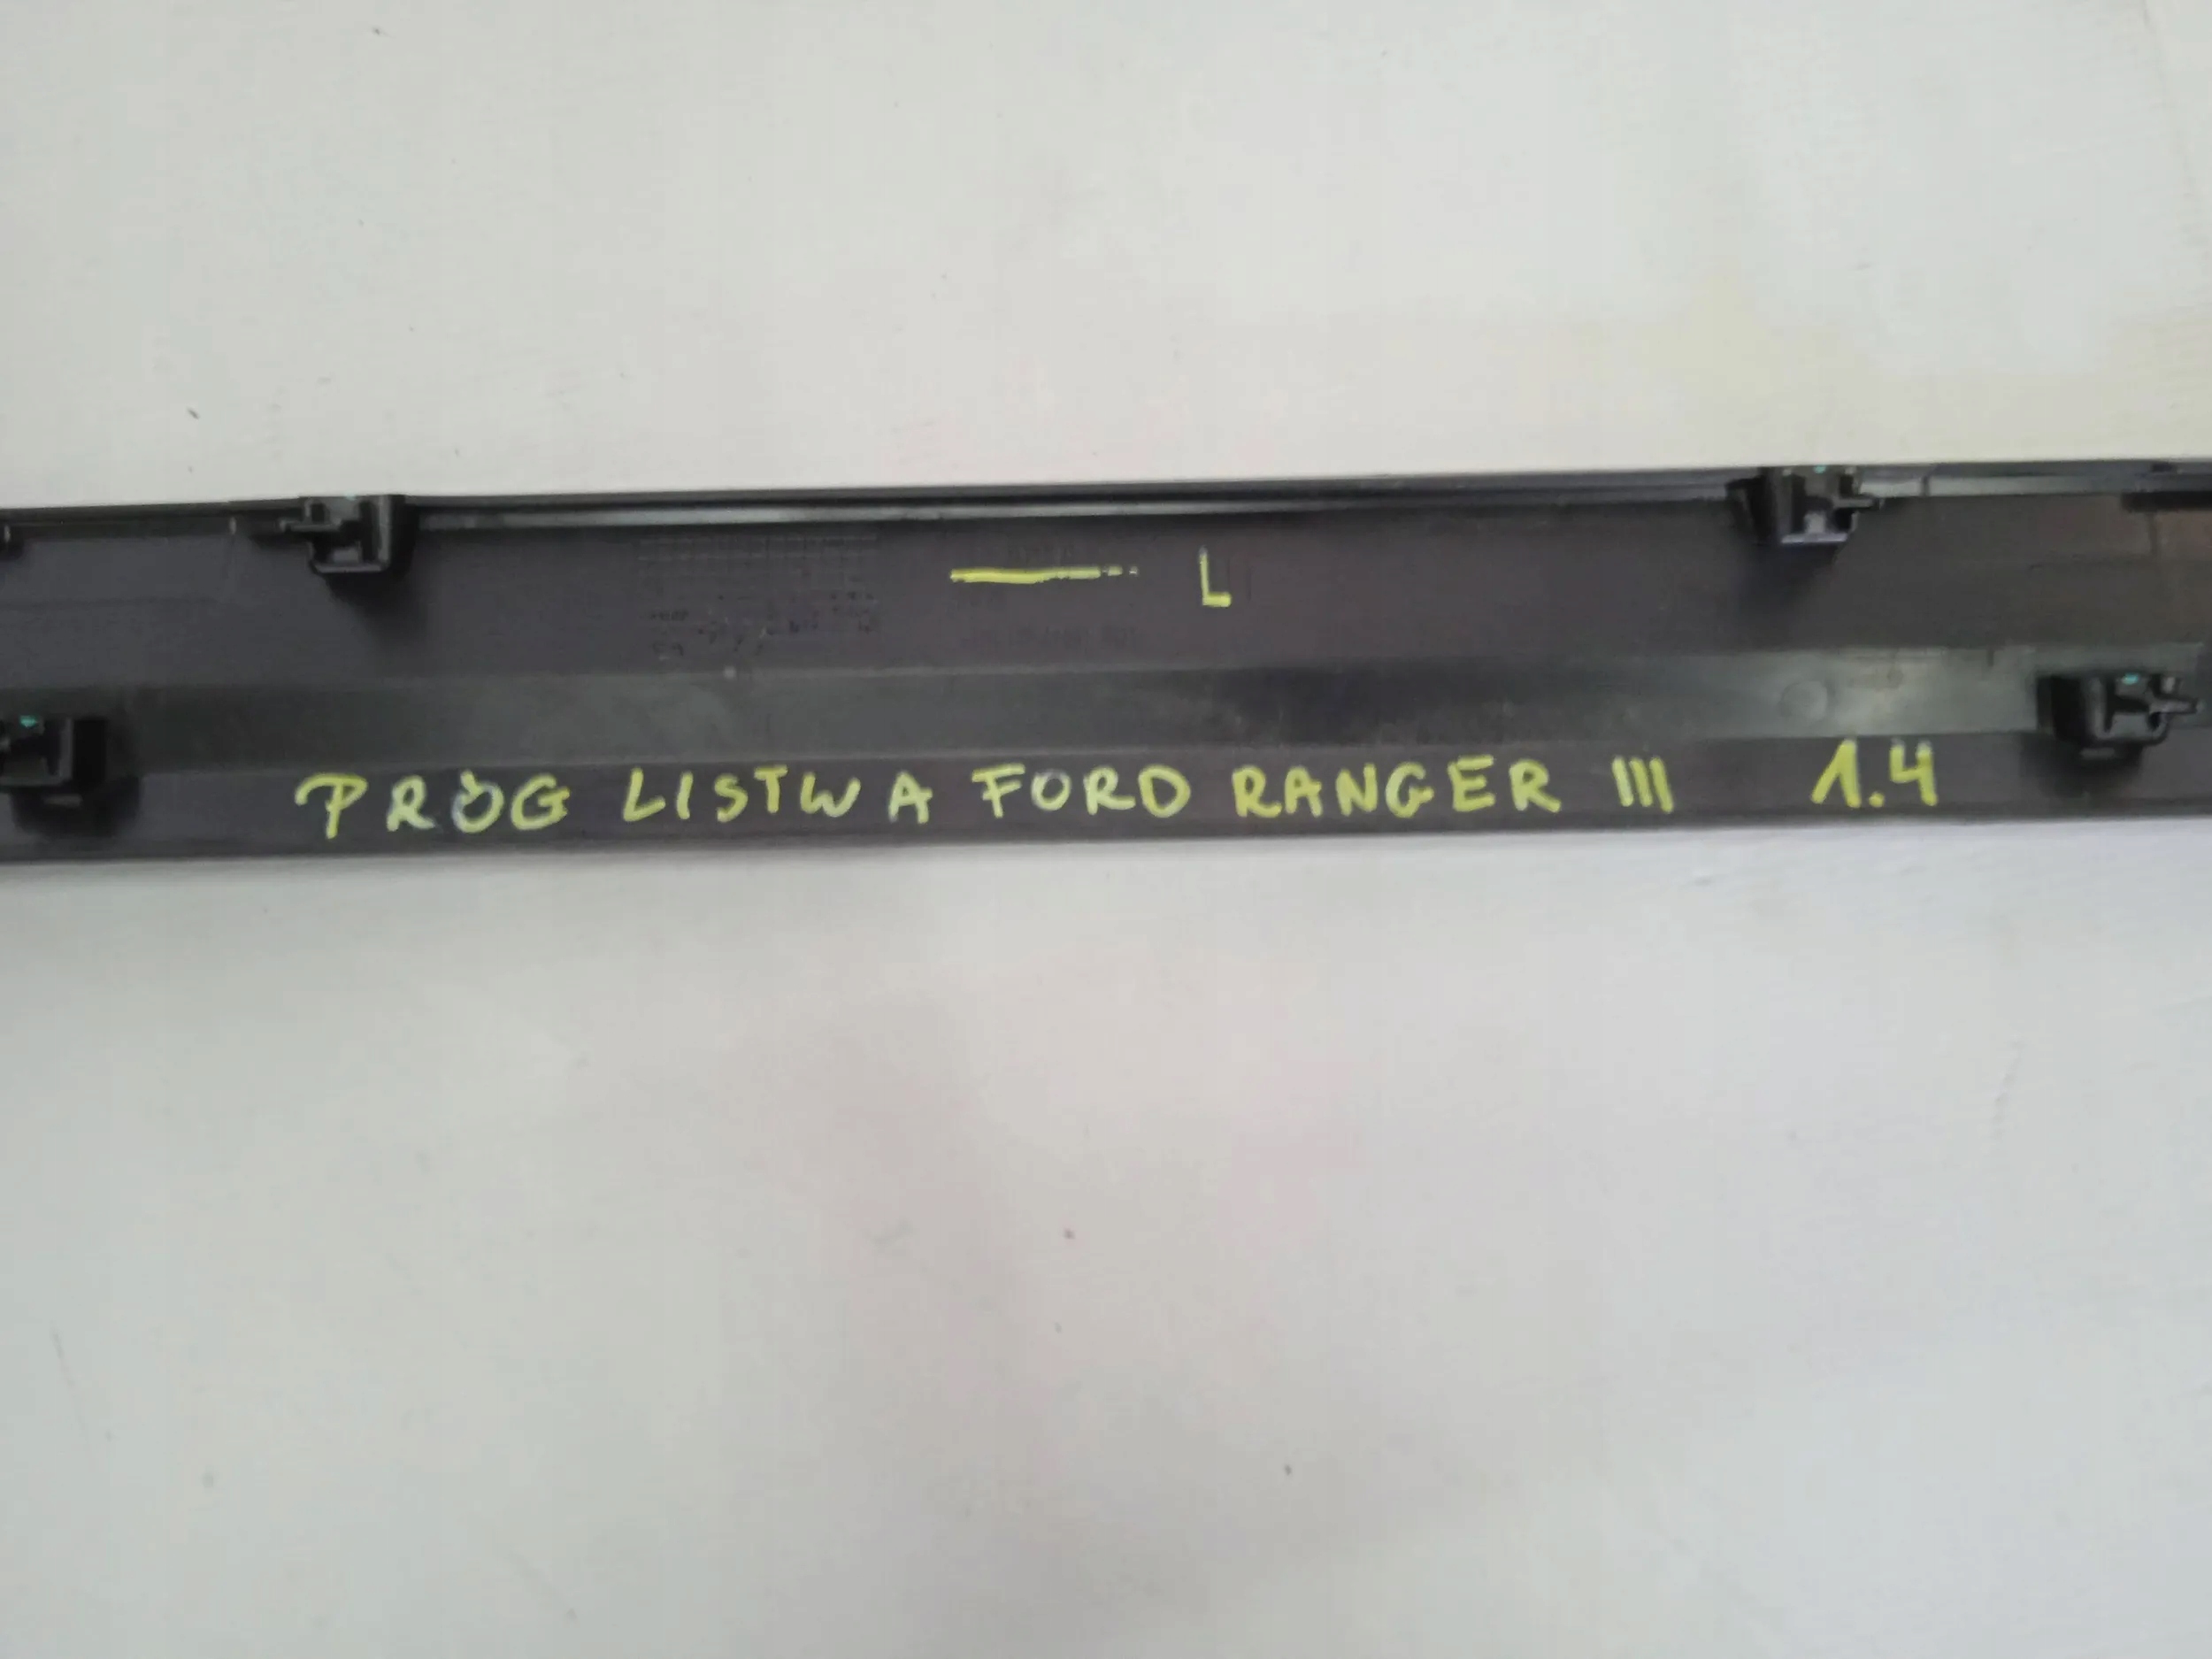 L
PRÓG LISTWA FORD RANGER III 1.4